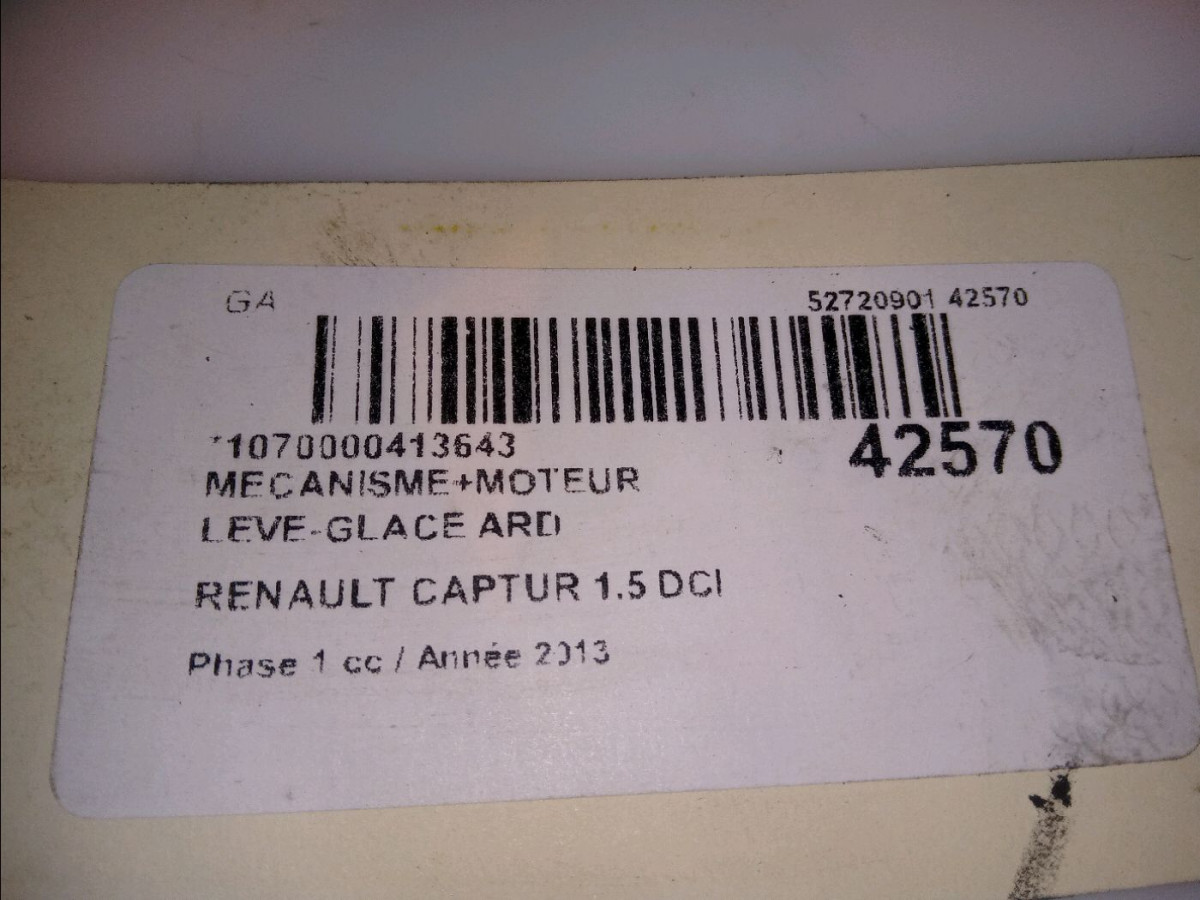 GA 52720901 42570
*1070000413643 42570
MECANISME+MOTEUR
LEVE-GLACE ARD
RENAULT CAPTUR 1.5 DCI
Phase 1 cc / Année 2013